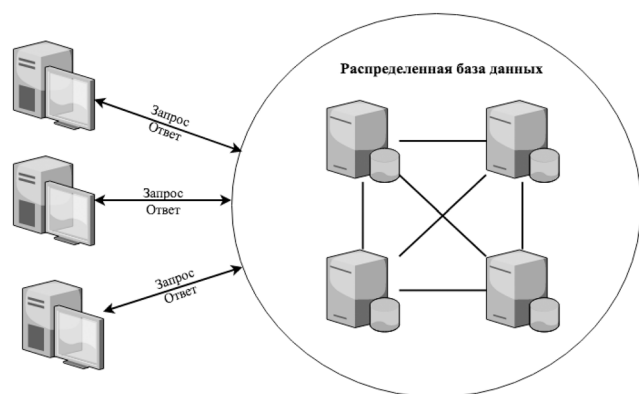 Распределенная база данных
Запрос
Ответ
Запрос
Ответ
Запрос
Ответ